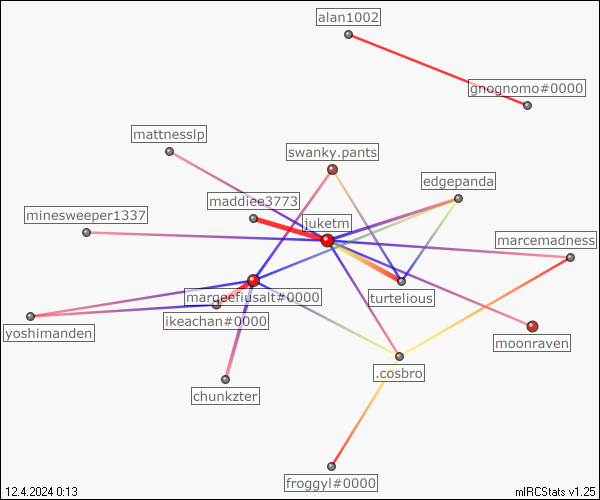 alan1002
gnognomo#0000
mattnesslp
swanky.pants
edgepanda
maddiee3773
minesweeper1337
juketm
marcemadness
margefiusalt#0000
turtelious
ikeachan#0000
yoshimanden
moonraven
.cosbro
chunkzter
froggyl#0000
12.4.2024 0:13
mIRCStats v1.25